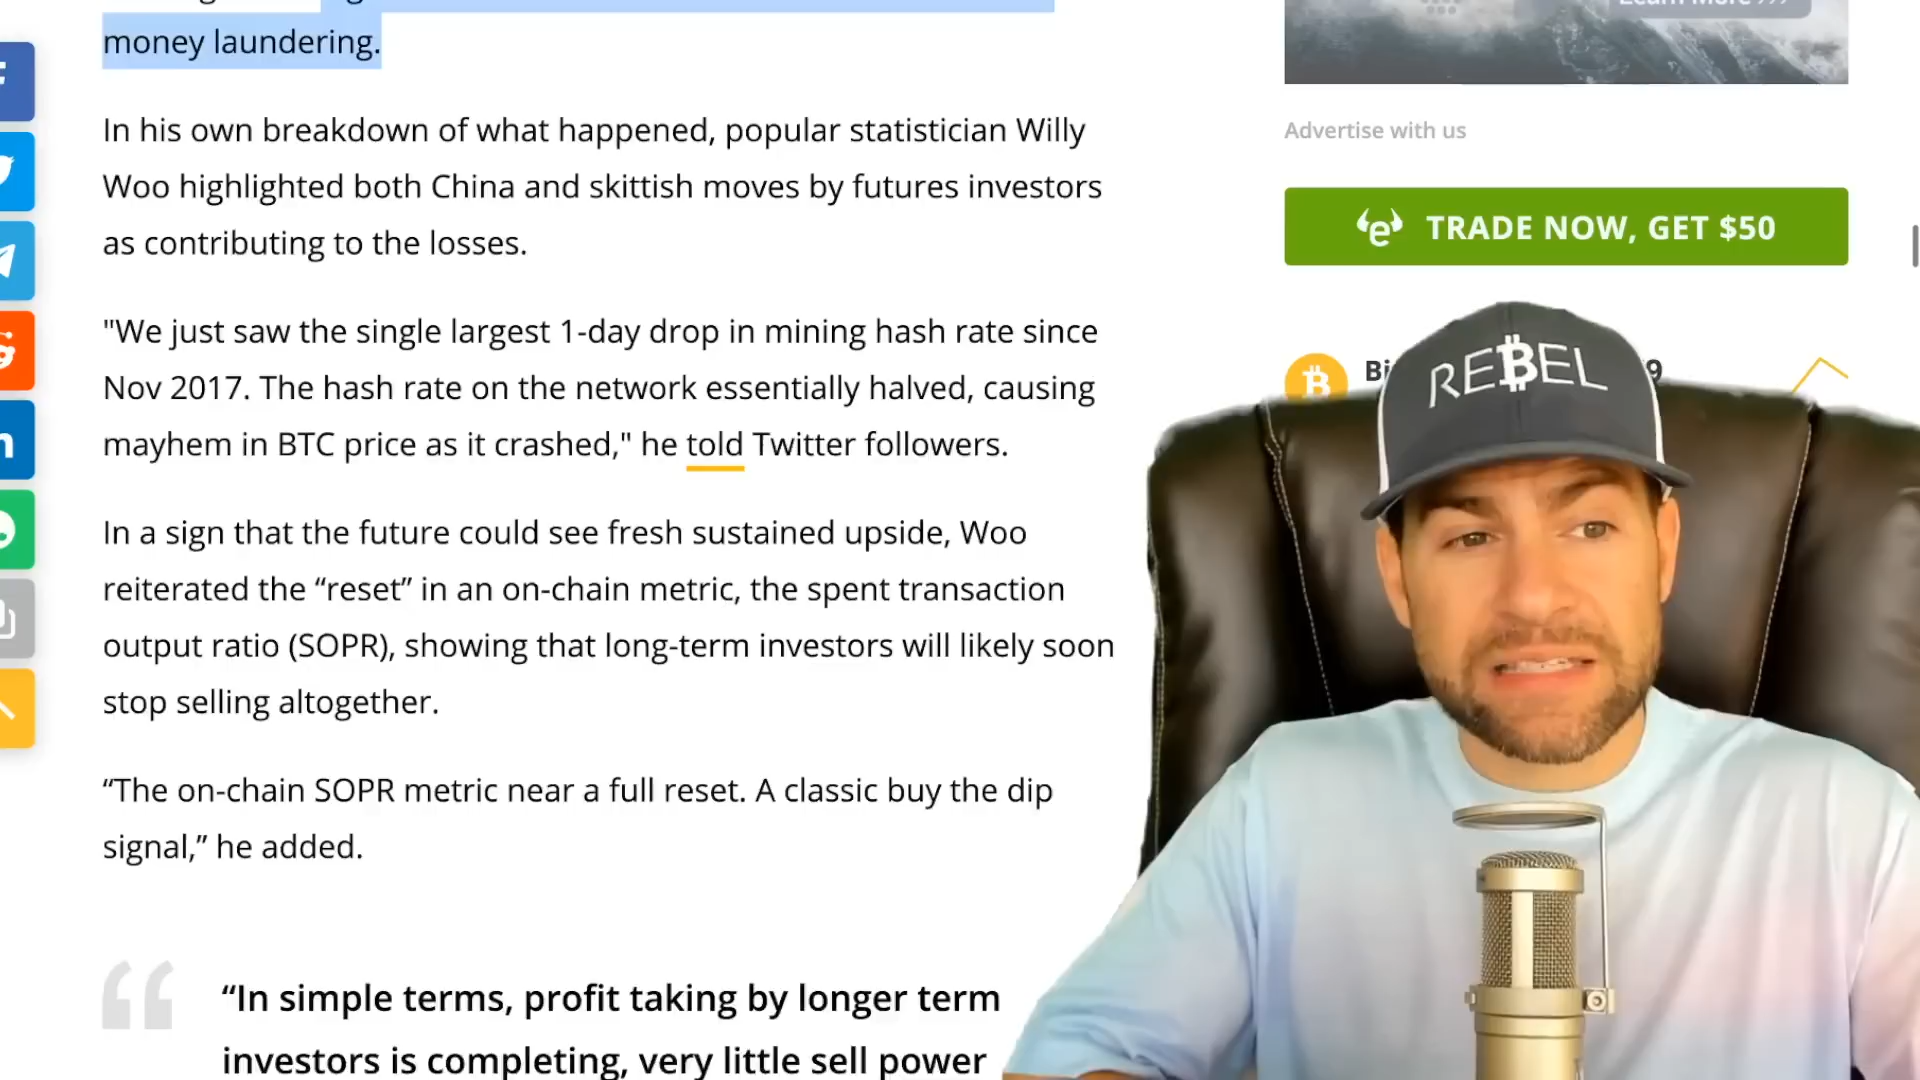 money laundering.
In his own breakdown of what happened, popular statistician Willy
Woo highlighted both China and skittish moves by futures investors
as contributing to the losses.
"We just saw the single largest 1-day drop in mining hash rate since
Nov 2017. The hash rate on the network essentially halved, causing
mayhem in BTC price as it crashed," he told Twitter followers.
In a sign that the future could see fresh sustained upside, Woo
reiterated the “reset” in an on-chain metric, the spent transaction
output ratio (SOPR), showing that long-term investors will likely soon
stop selling altogether.
“The on-chain SOPR metric near a full reset. A classic buy the dip
signal,” he added.
“In simple terms, profit taking by longer term
investors is completing, very little sell power
Learn More >>>
Advertise with us
TRADE NOW, GET $50
REBEL